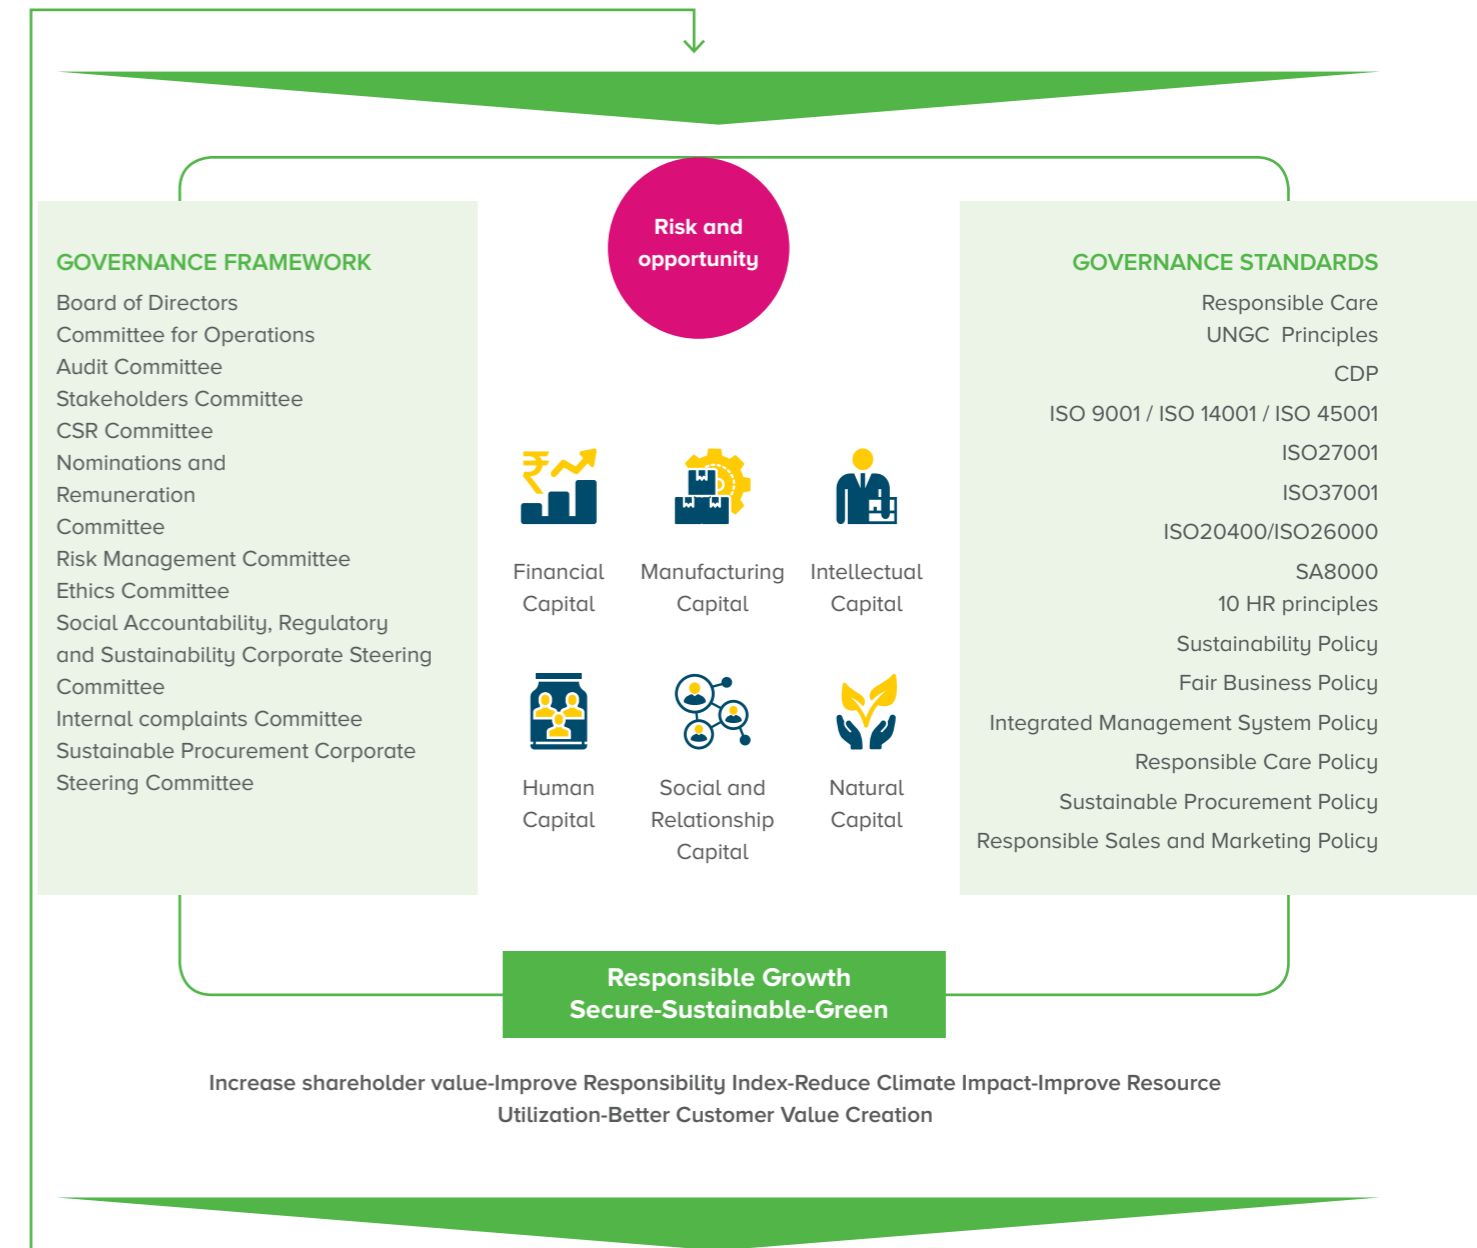 Risk and
opportunity
GOVERNANCE FRAMEWORK
Board of Directors
Committee for Operations
Audit Committee
Stakeholders Committee
CSR Committee
Nominations and
Remuneration
Committee
Risk Management Committee
Ethics Committee
Social Accountability, Regulatory
and Sustainability Corporate Steering
Committee
Internal complaints Committee
Sustainable Procurement Corporate
Steering Committee
₹
Financial
Capital
Manufacturing
Capital
Intellectual
Capital
Human
Capital
Social and
Relationship
Capital
Natural
Capital
GOVERNANCE STANDARDS
Responsible Care
UNGC Principles
CDP
ISO 9001 / ISO 14001 / ISO 45001
ISO27001
ISO37001
ISO20400/ISO26000
SA8000
10 HR principles
Sustainability Policy
Fair Business Policy
Integrated Management System Policy
Responsible Care Policy
Sustainable Procurement Policy
Responsible Sales and Marketing Policy
Responsible Growth
Secure-Sustainable-Green
Increase shareholder value-Improve Responsibility Index-Reduce Climate Impact-Improve Resource
Utilization-Better Customer Value Creation